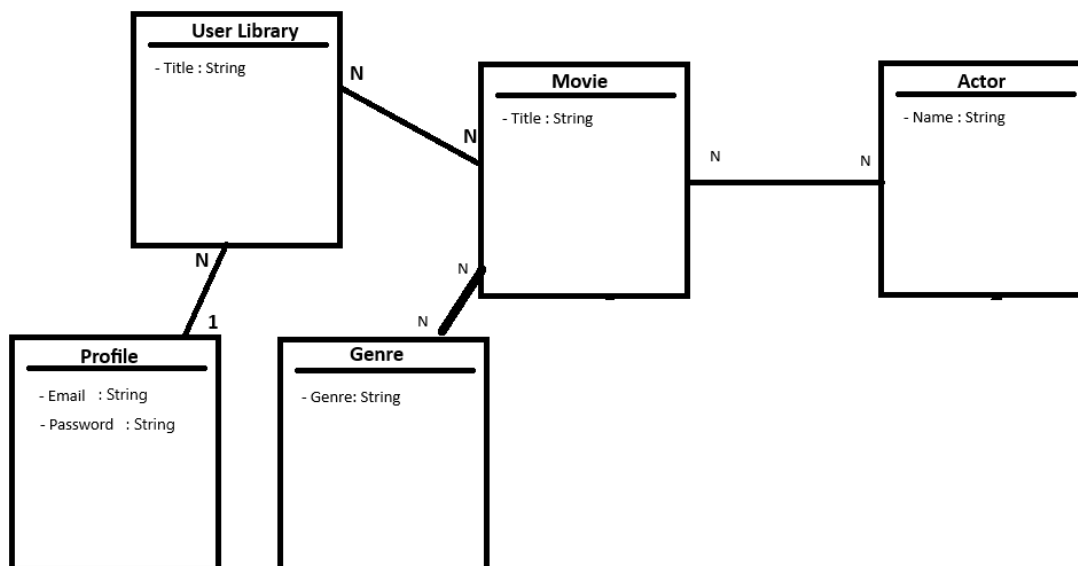 User Library
- Title : String
N
N
N
1
Movie
- Title : String
N
N
N
N
Actor
- Name : String
Profile
- Email : String
- Password : String
Genre
- Genre: String